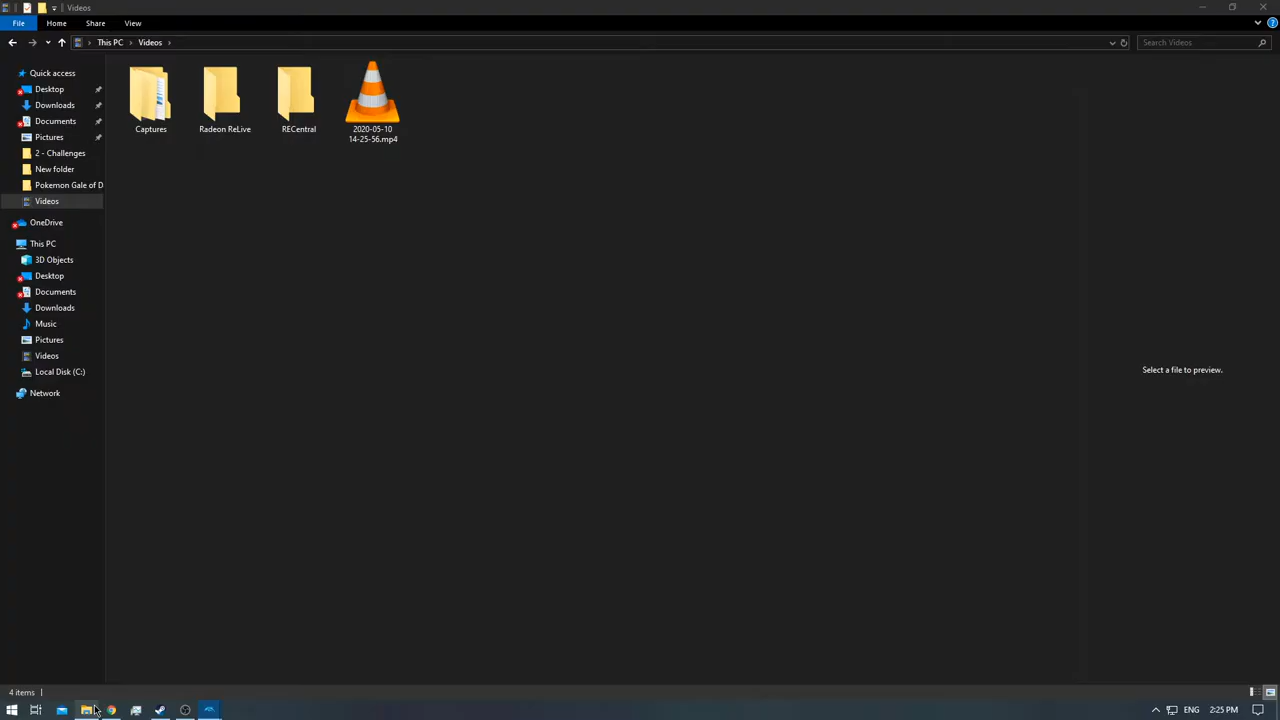 Videos
File
Home
Share
View
This PC
Videos
Search Videos
Quick access
Desktop
Downloads
Documents
Pictures
2 - Challenges
New folder
Pokemon Gale of D
Videos
OneDrive
This PC
3D Objects
Desktop
Documents
Downloads
Music
Pictures
Videos
Local Disk (C:)
Network
Captures
Radeon ReLive
RECentral
2020-05-10
14-25-56.mp4
Select a file to preview.
4 items
ENG
2:25 PM